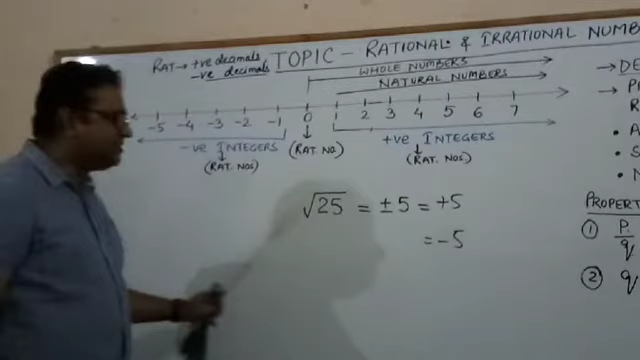 RAT → +ve decimals
-ve decimals
TOPIC - RATIONAL & IRRATIONAL NUMB
WHOLE NUMBERS
NATURAL NUMBERS
-5 -4 -3 -2 -1 0 1 2 3 4 5 6 7
-ve INTEGERS
(RAT. NOS)
(RAT. NO.)
+ve INTEGERS
(RAT. NOS)
√25 = ±5 = +5
= -5
→ DE
→ P
R
• A
• S
• N
PROPERT
① P/q
② q